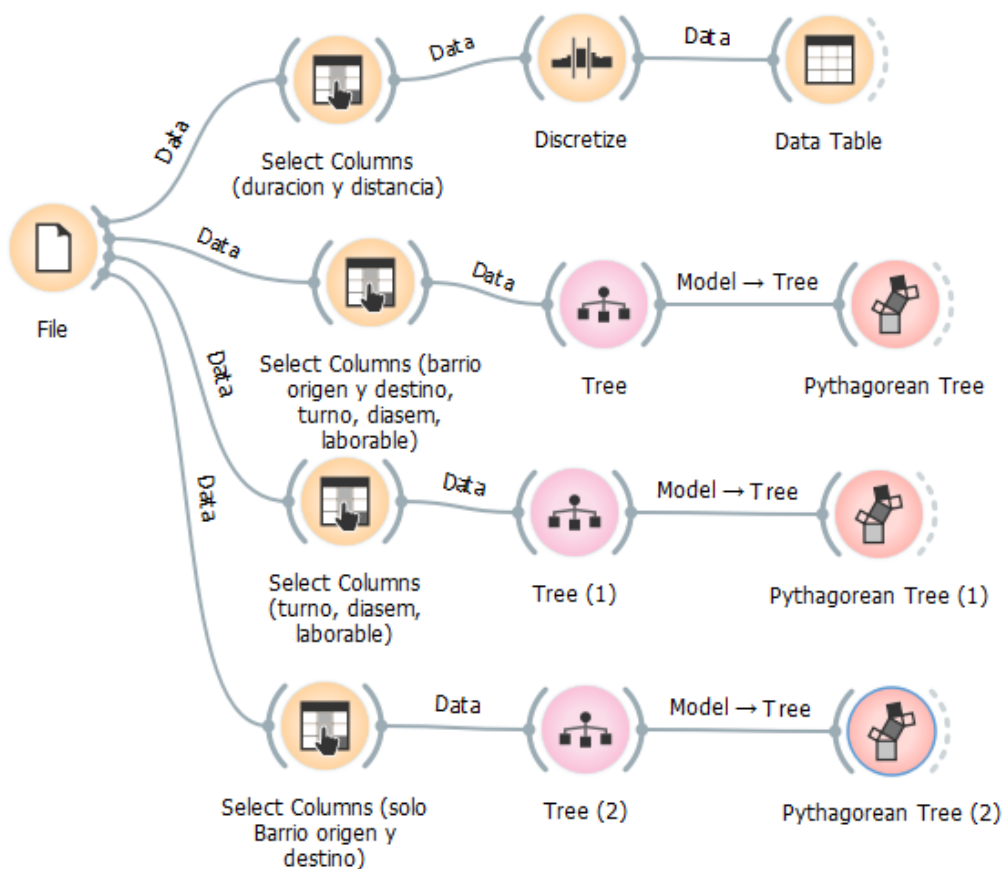 Data
Data
Data
Select Columns
(duracion y distancia)
Discretize
Data Table
File
Data
Data
Model → Tree
Select Columns (barrio
origen y destino,
turno, diasem,
laborable)
Tree
Pythagorean Tree
Data
Data
Model → Tree
Select Columns
(turno, diasem,
laborable)
Tree (1)
Pythagorean Tree (1)
Data
Data
Model → Tree
Select Columns (solo
Barrio origen y
destino)
Tree (2)
Pythagorean Tree (2)